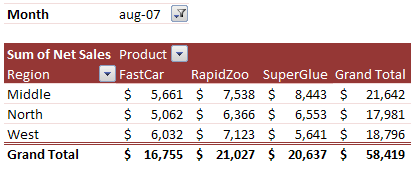 Month aug-07
Sum of Net Sales Product
Region FastCar RapidZoo SuperGlue Grand Total
Middle $ 5,661 $ 7,538 $ 8,443 $ 21,642
North $ 5,062 $ 6,366 $ 6,553 $ 17,981
West $ 6,032 $ 7,123 $ 5,641 $ 18,796
Grand Total $ 16,755 $ 21,027 $ 20,637 $ 58,419